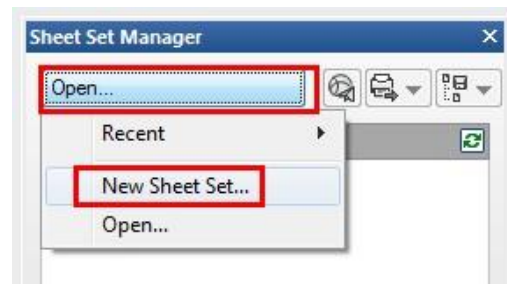 Sheet Set Manager
Open...
Recent
New Sheet Set...
Open...